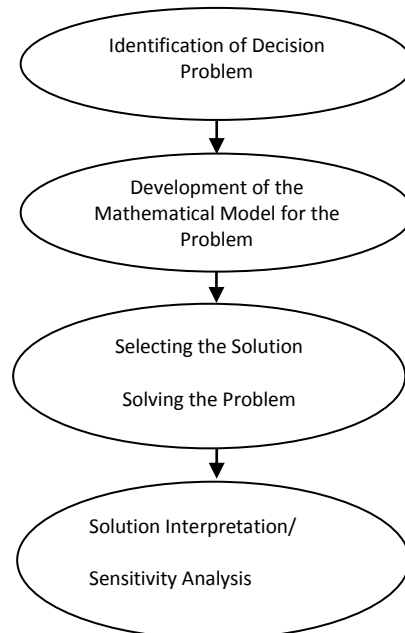 Identification of Decision
Problem
Development of the
Mathematical Model for the
Problem
Selecting the Solution
Solving the Problem
Solution Interpretation/
Sensitivity Analysis